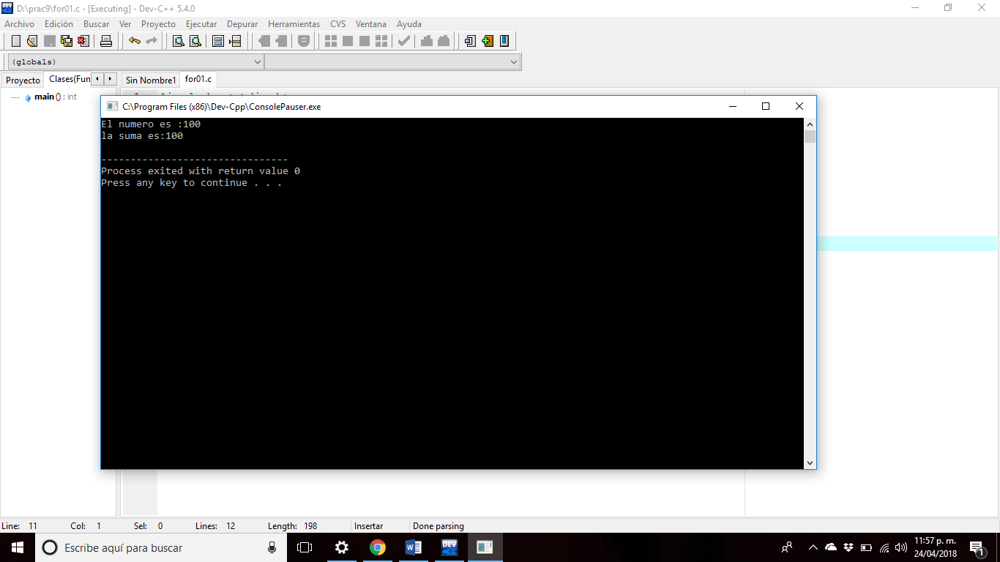 D:\prac9\for01.c - [Executing] - Dev-C++ 5.4.0
Archivo Edición Buscar Ver Proyecto Ejecutar Depurar Herramientas CVS Ventana Ayuda
(globals)
Proyecto Clases(Fun Sin Nombre1 for01.c
main () : int
C:\Program Files (x86)\Dev-Cpp\ConsolePauser.exe
El numero es :100
la suma es:100
--------------------------------
Process exited with return value 0
Press any key to continue . . .
Line: 11 Col: 1 Sel: 0 Lines: 12 Length: 198 Insertar Done parsing
Escribe aquí para buscar
DEV
11:57 p. m.
24/04/2018
1